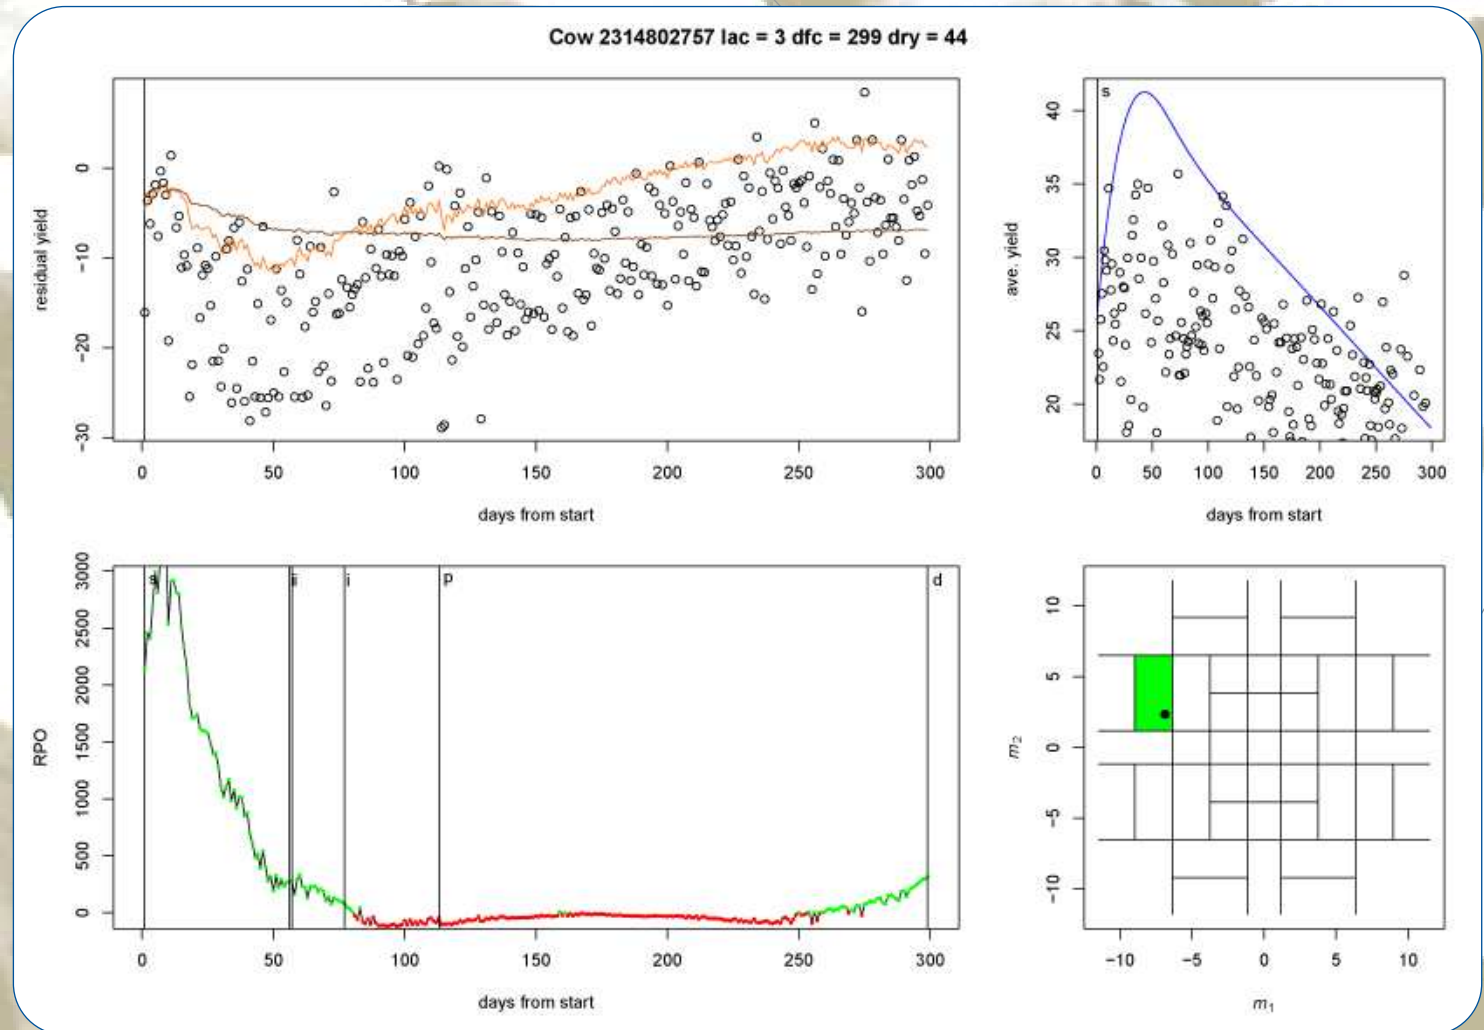 Cow 2314802757 lac = 3 dfc = 299 dry = 44
residual yield
0
−10
−20
−30
0 50 100 150 200 250 300
days from start
ave. yield
s
40
35
30
25
20
0 50 100 150 200 250 300
days from start
RPO
s ii i p d
3000
2500
2000
1500
1000
500
0
0 50 100 150 200 250 300
days from start
m₂
10
5
0
−5
−10
−10 −5 0 5 10
m₁